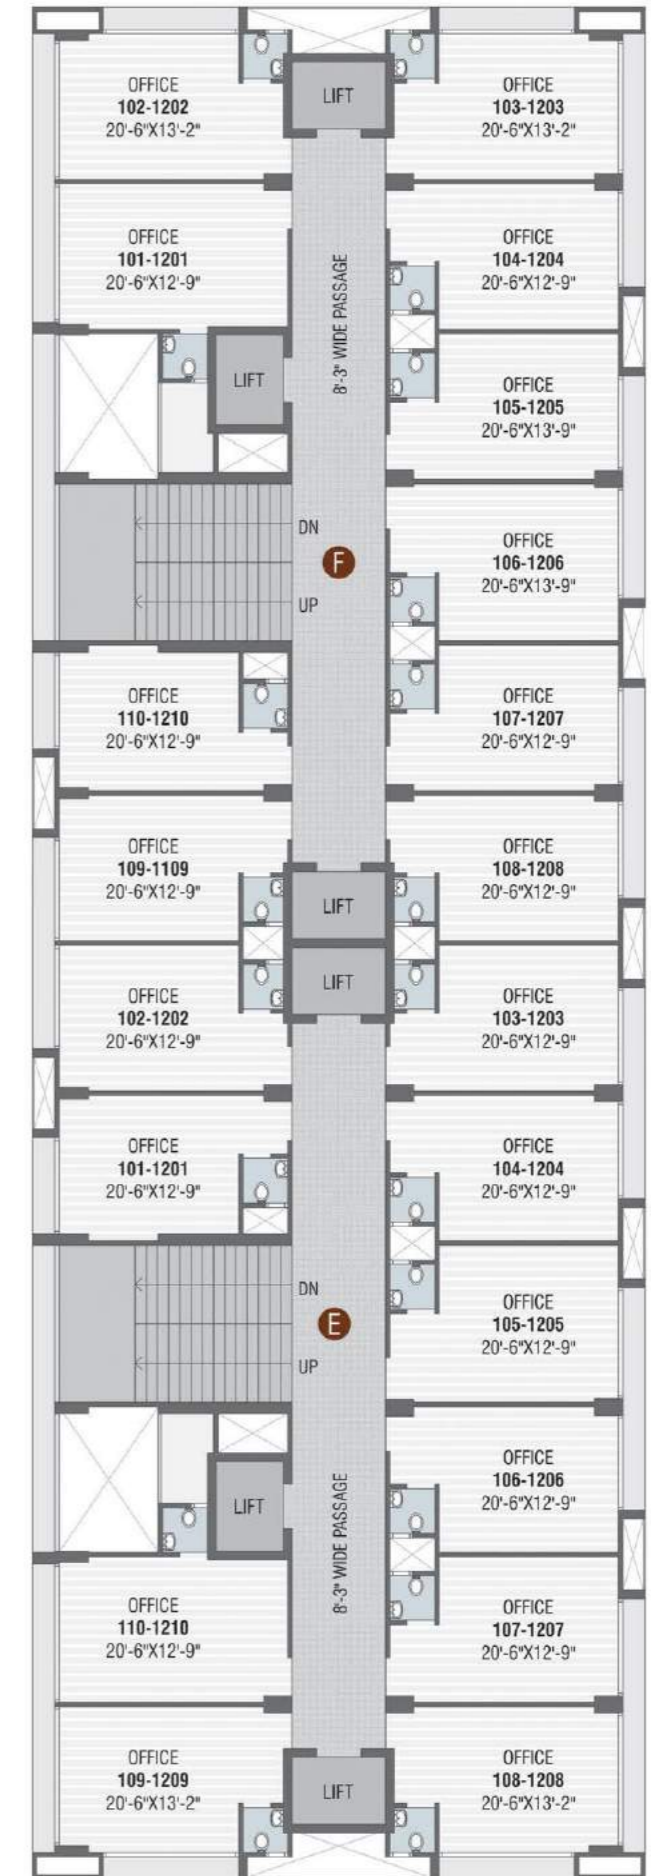 OFFICE
102-1202
20'-6"X13'-2"
LIFT
OFFICE
103-1203
20'-6"X13'-2"
OFFICE
101-1201
20'-6"X12'-9"
8'-3" WIDE PASSAGE
OFFICE
104-1204
20'-6"X12'-9"
LIFT
OFFICE
105-1205
20'-6"X13'-9"
DN
F
UP
OFFICE
106-1206
20'-6"X13'-9"
OFFICE
110-1210
20'-6"X12'-9"
OFFICE
107-1207
20'-6"X12'-9"
OFFICE
109-1109
20'-6"X12'-9"
LIFT
OFFICE
108-1208
20'-6"X12'-9"
OFFICE
102-1202
20'-6"X12'-9"
LIFT
OFFICE
103-1203
20'-6"X12'-9"
OFFICE
101-1201
20'-6"X12'-9"
OFFICE
104-1204
20'-6"X12'-9"
DN
E
UP
OFFICE
105-1205
20'-6"X12'-9"
LIFT
8'-3" WIDE PASSAGE
OFFICE
106-1206
20'-6"X12'-9"
OFFICE
110-1210
20'-6"X12'-9"
OFFICE
107-1207
20'-6"X12'-9"
OFFICE
109-1209
20'-6"X13'-2"
LIFT
OFFICE
108-1208
20'-6"X13'-2"